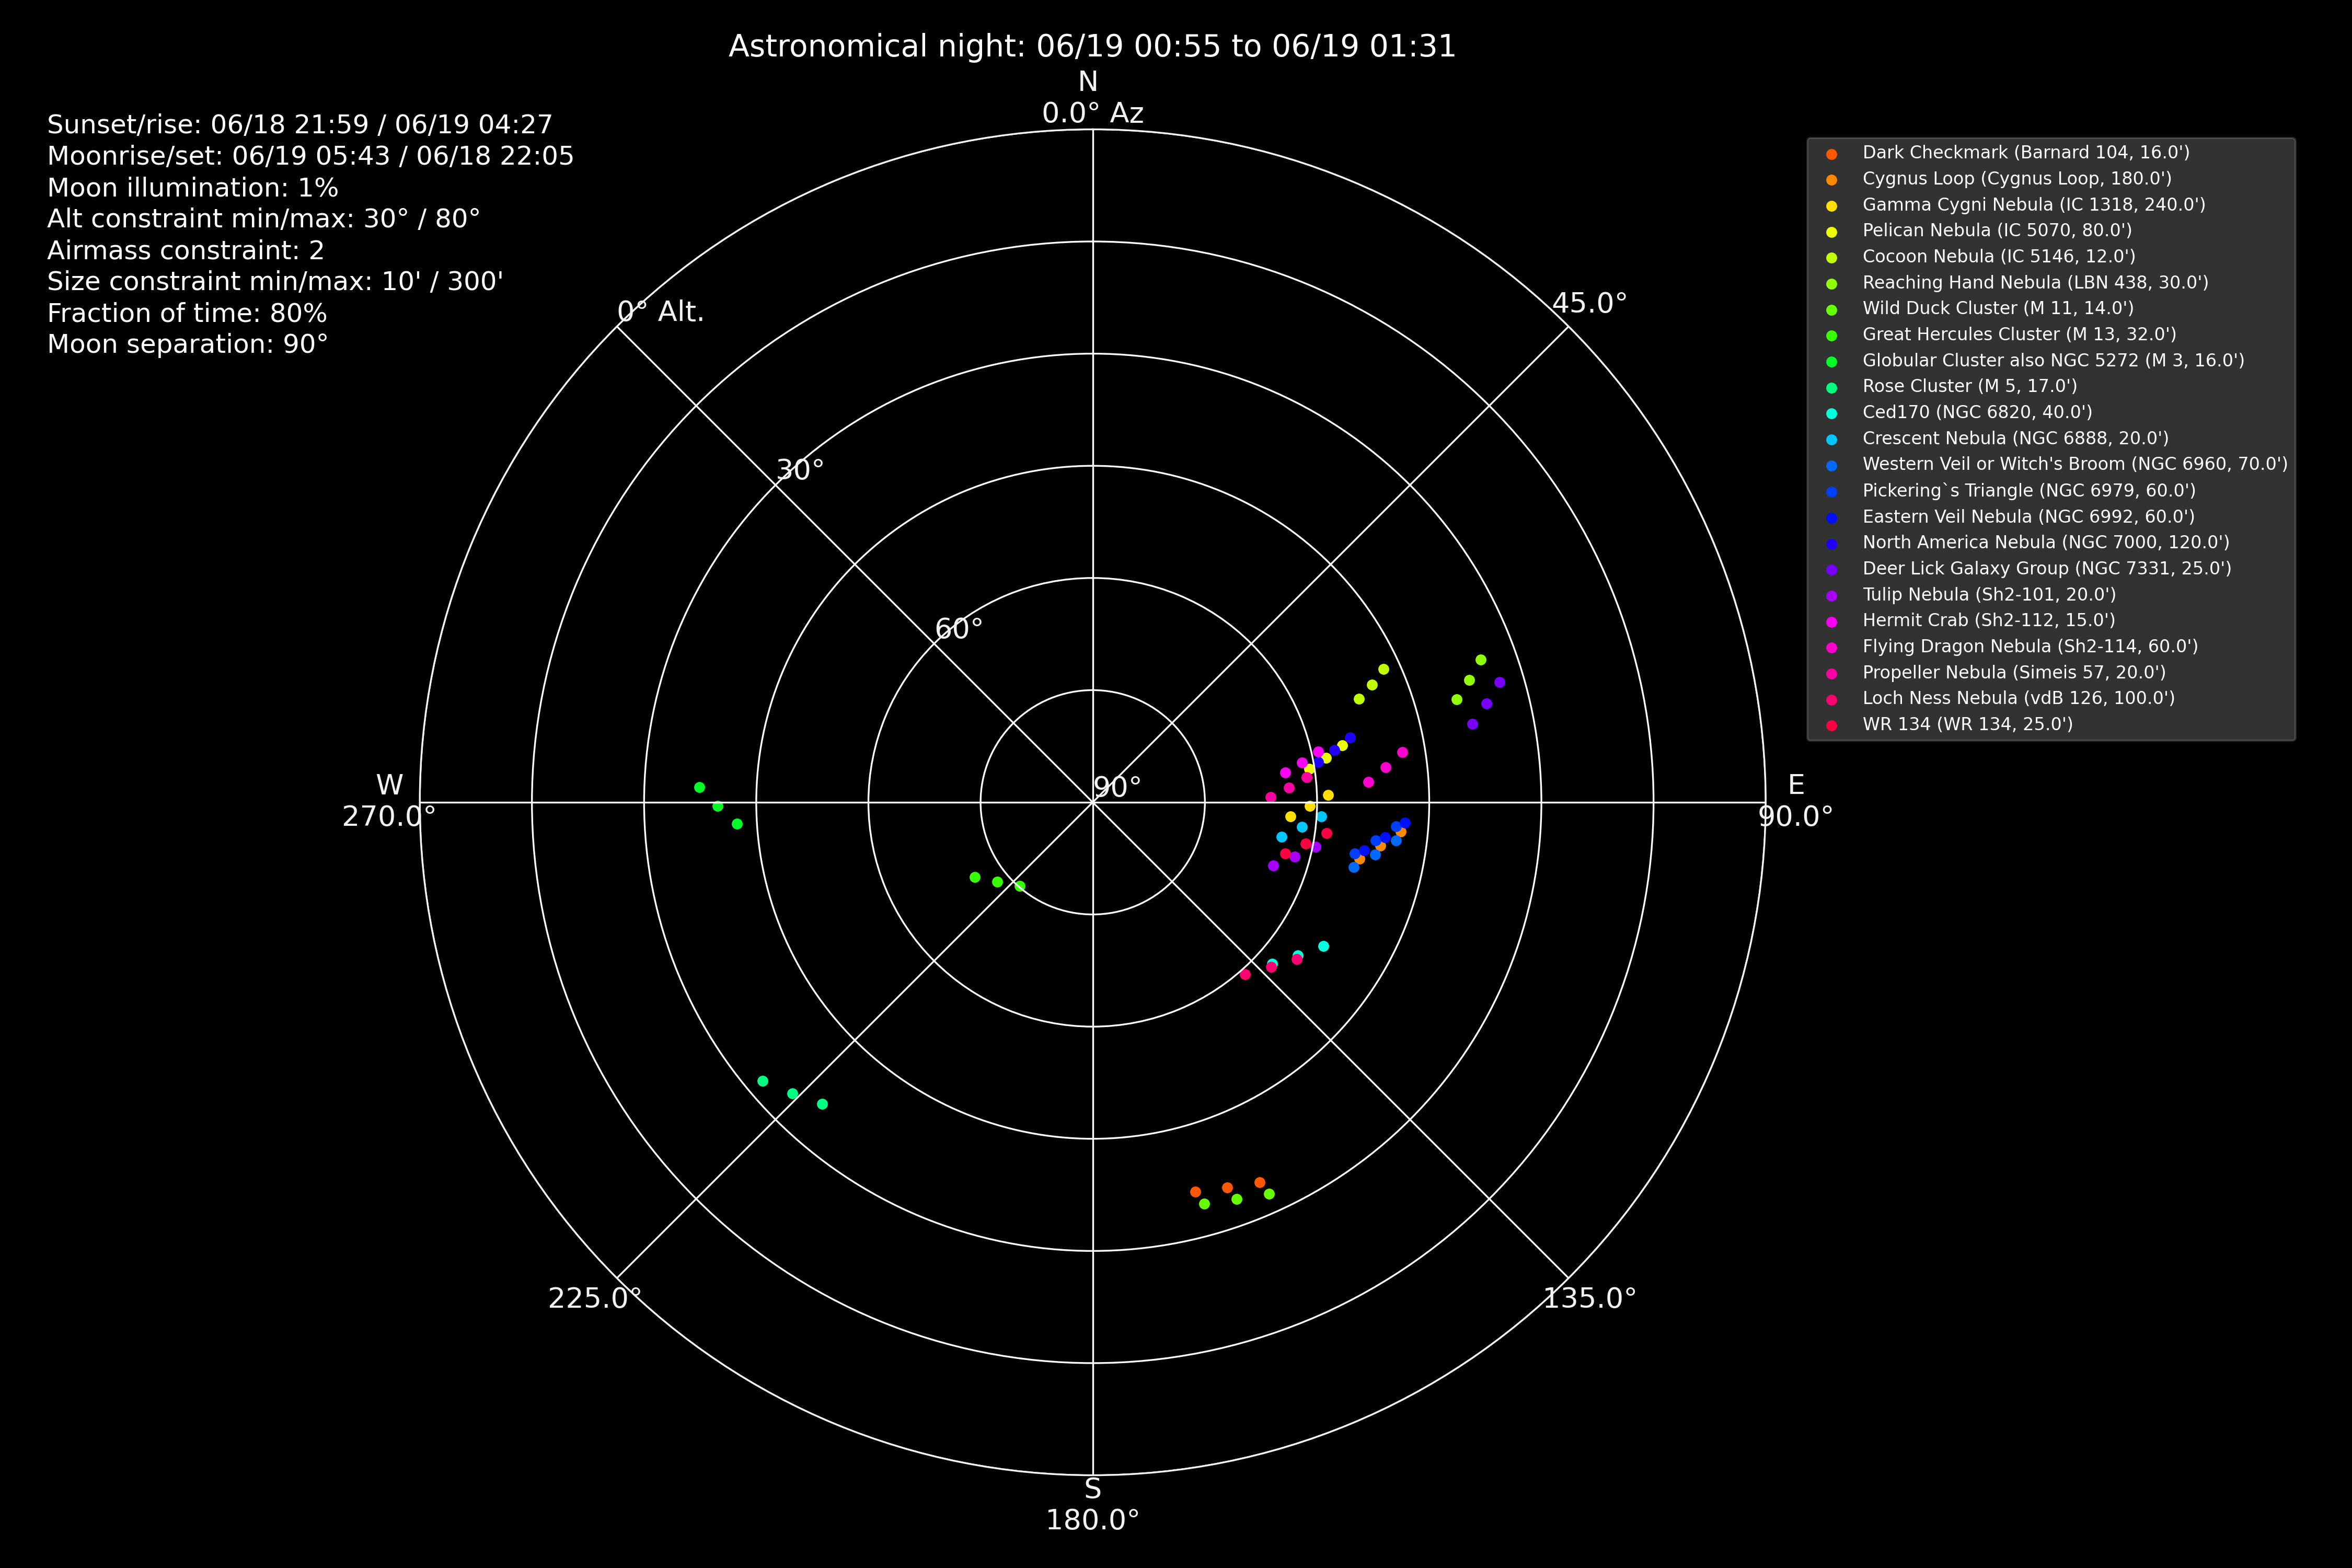 Astronomical night: 06/19 00:55 to 06/19 01:31
N
0.0° Az
Sunset/rise: 06/18 21:59 / 06/19 04:27
Moonrise/set: 06/19 05:43 / 06/18 22:05
Moon illumination: 1%
Alt constraint min/max: 30° / 80°
Airmass constraint: 2
Size constraint min/max: 10' / 300'
Fraction of time: 80%
Moon separation: 90°
0° Alt.
30°
60°
90°
45.0°
W
270.0°
E
90.0°
225.0°
135.0°
S
180.0°
Dark Checkmark (Barnard 104, 16.0')
Cygnus Loop (Cygnus Loop, 180.0')
Gamma Cygni Nebula (IC 1318, 240.0')
Pelican Nebula (IC 5070, 80.0')
Cocoon Nebula (IC 5146, 12.0')
Reaching Hand Nebula (LBN 438, 30.0')
Wild Duck Cluster (M 11, 14.0')
Great Hercules Cluster (M 13, 32.0')
Globular Cluster also NGC 5272 (M 3, 16.0')
Rose Cluster (M 5, 17.0')
Ced170 (NGC 6820, 40.0')
Crescent Nebula (NGC 6888, 20.0')
Western Veil or Witch's Broom (NGC 6960, 70.0')
Pickering`s Triangle (NGC 6979, 60.0')
Eastern Veil Nebula (NGC 6992, 60.0')
North America Nebula (NGC 7000, 120.0')
Deer Lick Galaxy Group (NGC 7331, 25.0')
Tulip Nebula (Sh2-101, 20.0')
Hermit Crab (Sh2-112, 15.0')
Flying Dragon Nebula (Sh2-114, 60.0')
Propeller Nebula (Simeis 57, 20.0')
Loch Ness Nebula (vdB 126, 100.0')
WR 134 (WR 134, 25.0')